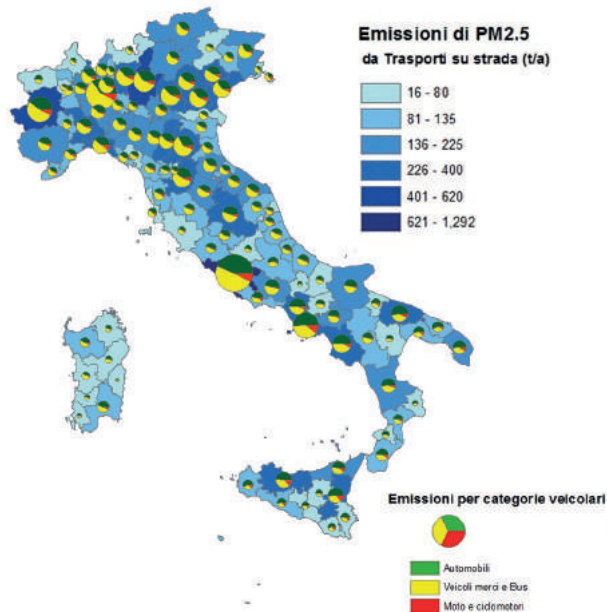 Emissioni di PM2.5
da Trasporti su strada (t/a)
16 - 80
81 - 135
136 - 225
226 - 400
401 - 620
621 - 1,292
Emissioni per categorie veicolari
Automobili
Veicoli merci e Bus
Moto e ciclomotori